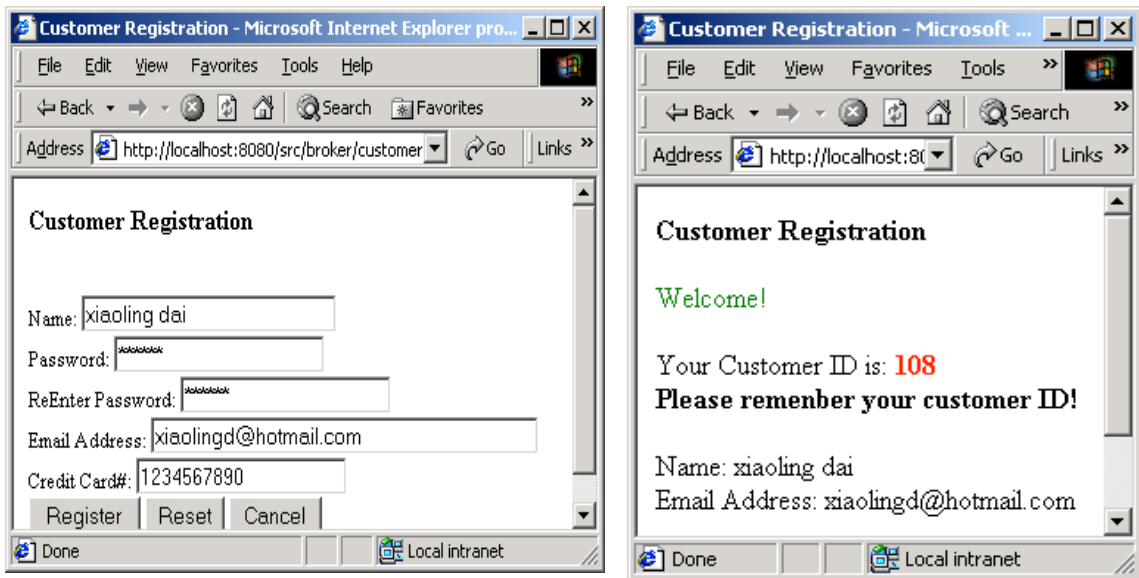 Customer Registration - Microsoft Internet Explorer pro...
File Edit View Favorites Tools Help
Back Search Favorites »
Address http://localhost:8080/src/broker/customer Go Links »
Customer Registration
Name: xiaoling dai
Password: *******
ReEnter Password: *******
Email Address: xiaolingd@hotmail.com
Credit Card#: 1234567890
Register Reset Cancel
Done Local intranet
Customer Registration - Microsoft ...
File Edit View Favorites Tools »
Back Search »
Address http://localhost:80 Go Links »
Customer Registration
Welcome!
Your Customer ID is: 108
Please remenber your customer ID!
Name: xiaoling dai
Email Address: xiaolingd@hotmail.com
Done Local intranet